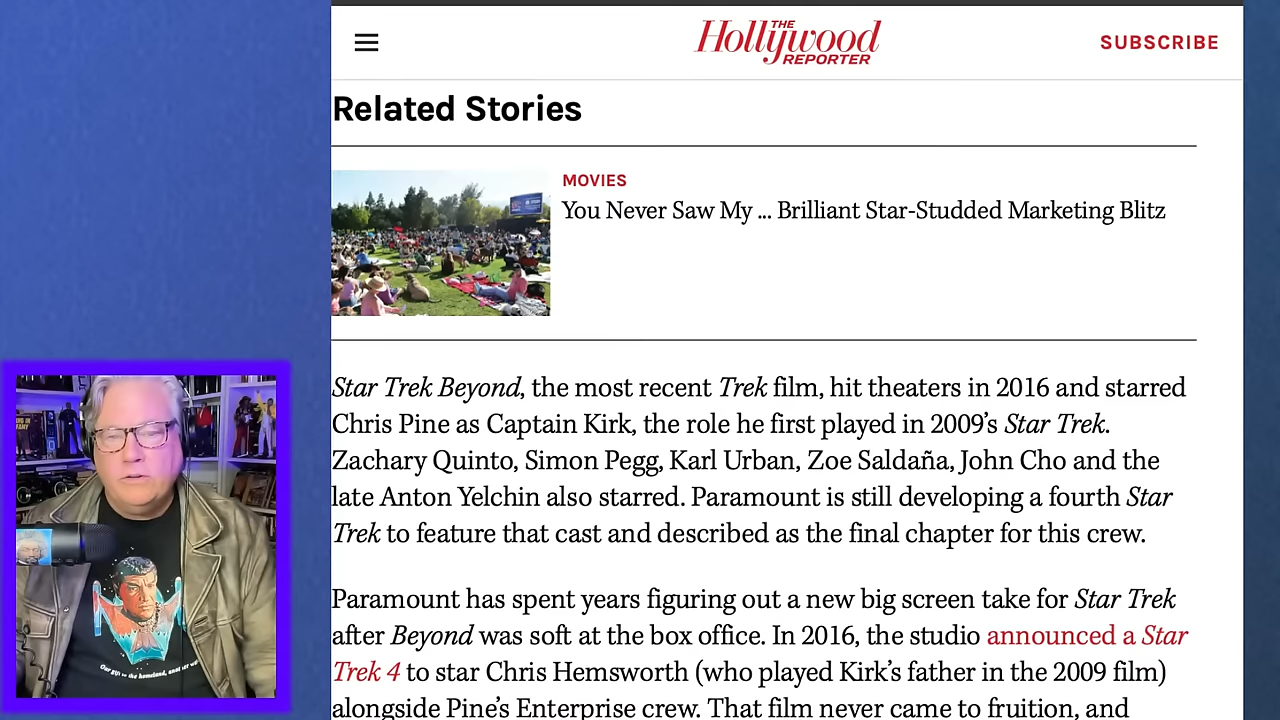 THE
Hollywood
REPORTER
SUBSCRIBE
Related Stories
MOVIES
You Never Saw My ... Brilliant Star-Studded Marketing Blitz
Star Trek Beyond, the most recent Trek film, hit theaters in 2016 and starred
Chris Pine as Captain Kirk, the role he first played in 2009’s Star Trek.
Zachary Quinto, Simon Pegg, Karl Urban, Zoe Saldaña, John Cho and the
late Anton Yelchin also starred. Paramount is still developing a fourth Star
Trek to feature that cast and described as the final chapter for this crew.
Paramount has spent years figuring out a new big screen take for Star Trek
after Beyond was soft at the box office. In 2016, the studio announced a Star
Trek 4 to star Chris Hemsworth (who played Kirk’s father in the 2009 film)
alongside Pine’s Enterprise crew. That film never came to fruition, and
Our gift to the homeland,